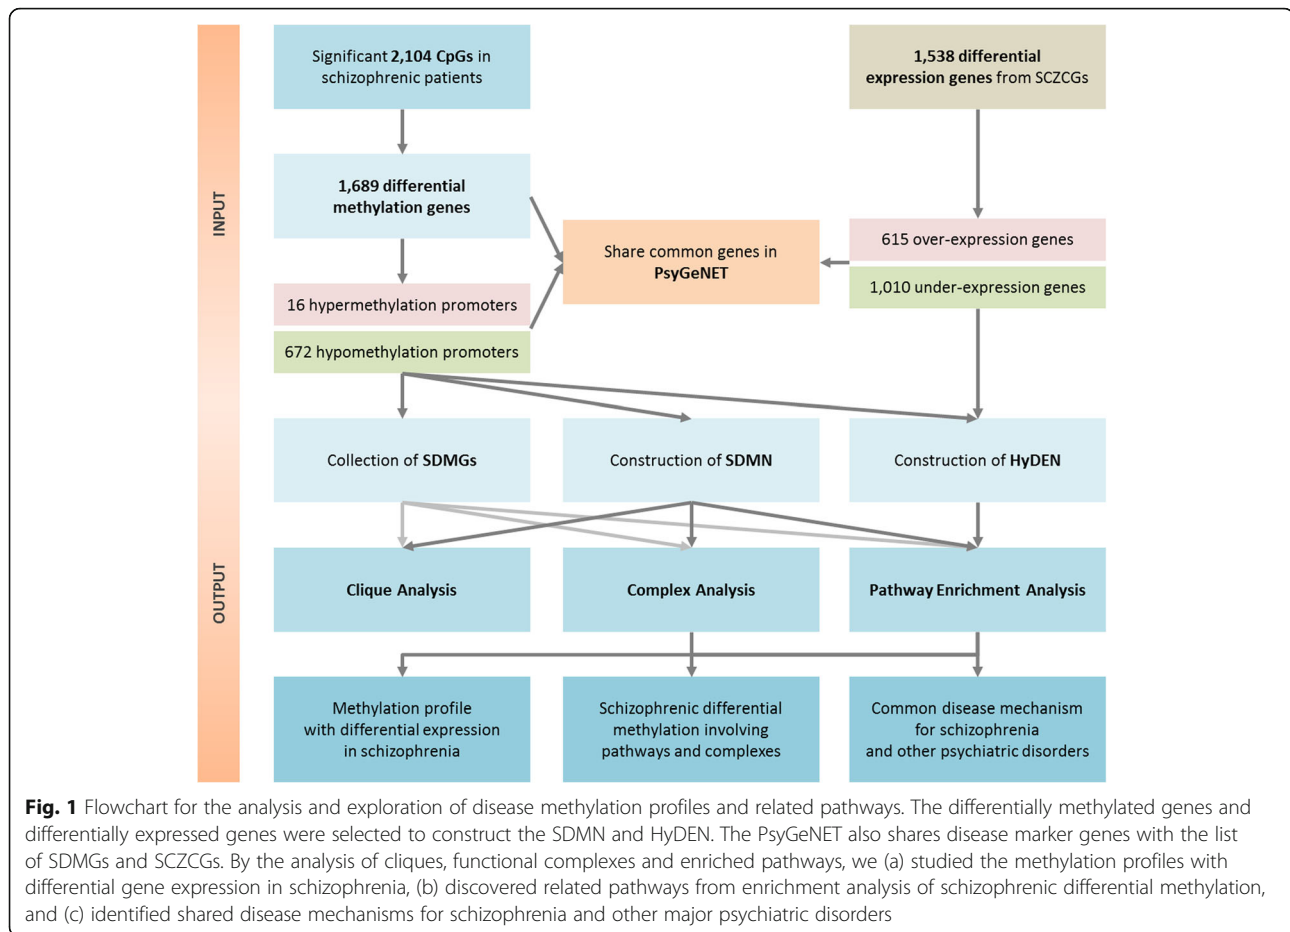 INPUT
OUTPUT
Significant 2,104 CpGs in
schizophrenic patients
1,538 differential
expression genes from SCZCGs
1,689 differential
methylation genes
Share common genes in
PsyGeNET
615 over-expression genes
1,010 under-expression genes
16 hypermethylation promoters
672 hypomethylation promoters
Collection of SDMGs
Construction of SDMN
Construction of HyDEN
Clique Analysis
Complex Analysis
Pathway Enrichment Analysis
Methylation profile
with differential expression
in schizophrenia
Schizophrenic differential
methylation involving
pathways and complexes
Common disease mechanism
for schizophrenia
and other psychiatric disorders
Fig. 1 Flowchart for the analysis and exploration of disease methylation profiles and related pathways. The differentially methylated genes and
differentially expressed genes were selected to construct the SDMN and HyDEN. The PsyGeNET also shares disease marker genes with the list
of SDMGs and SCZCGs. By the analysis of cliques, functional complexes and enriched pathways, we (a) studied the methylation profiles with
differential gene expression in schizophrenia, (b) discovered related pathways from enrichment analysis of schizophrenic differential methylation,
and (c) identified shared disease mechanisms for schizophrenia and other major psychiatric disorders